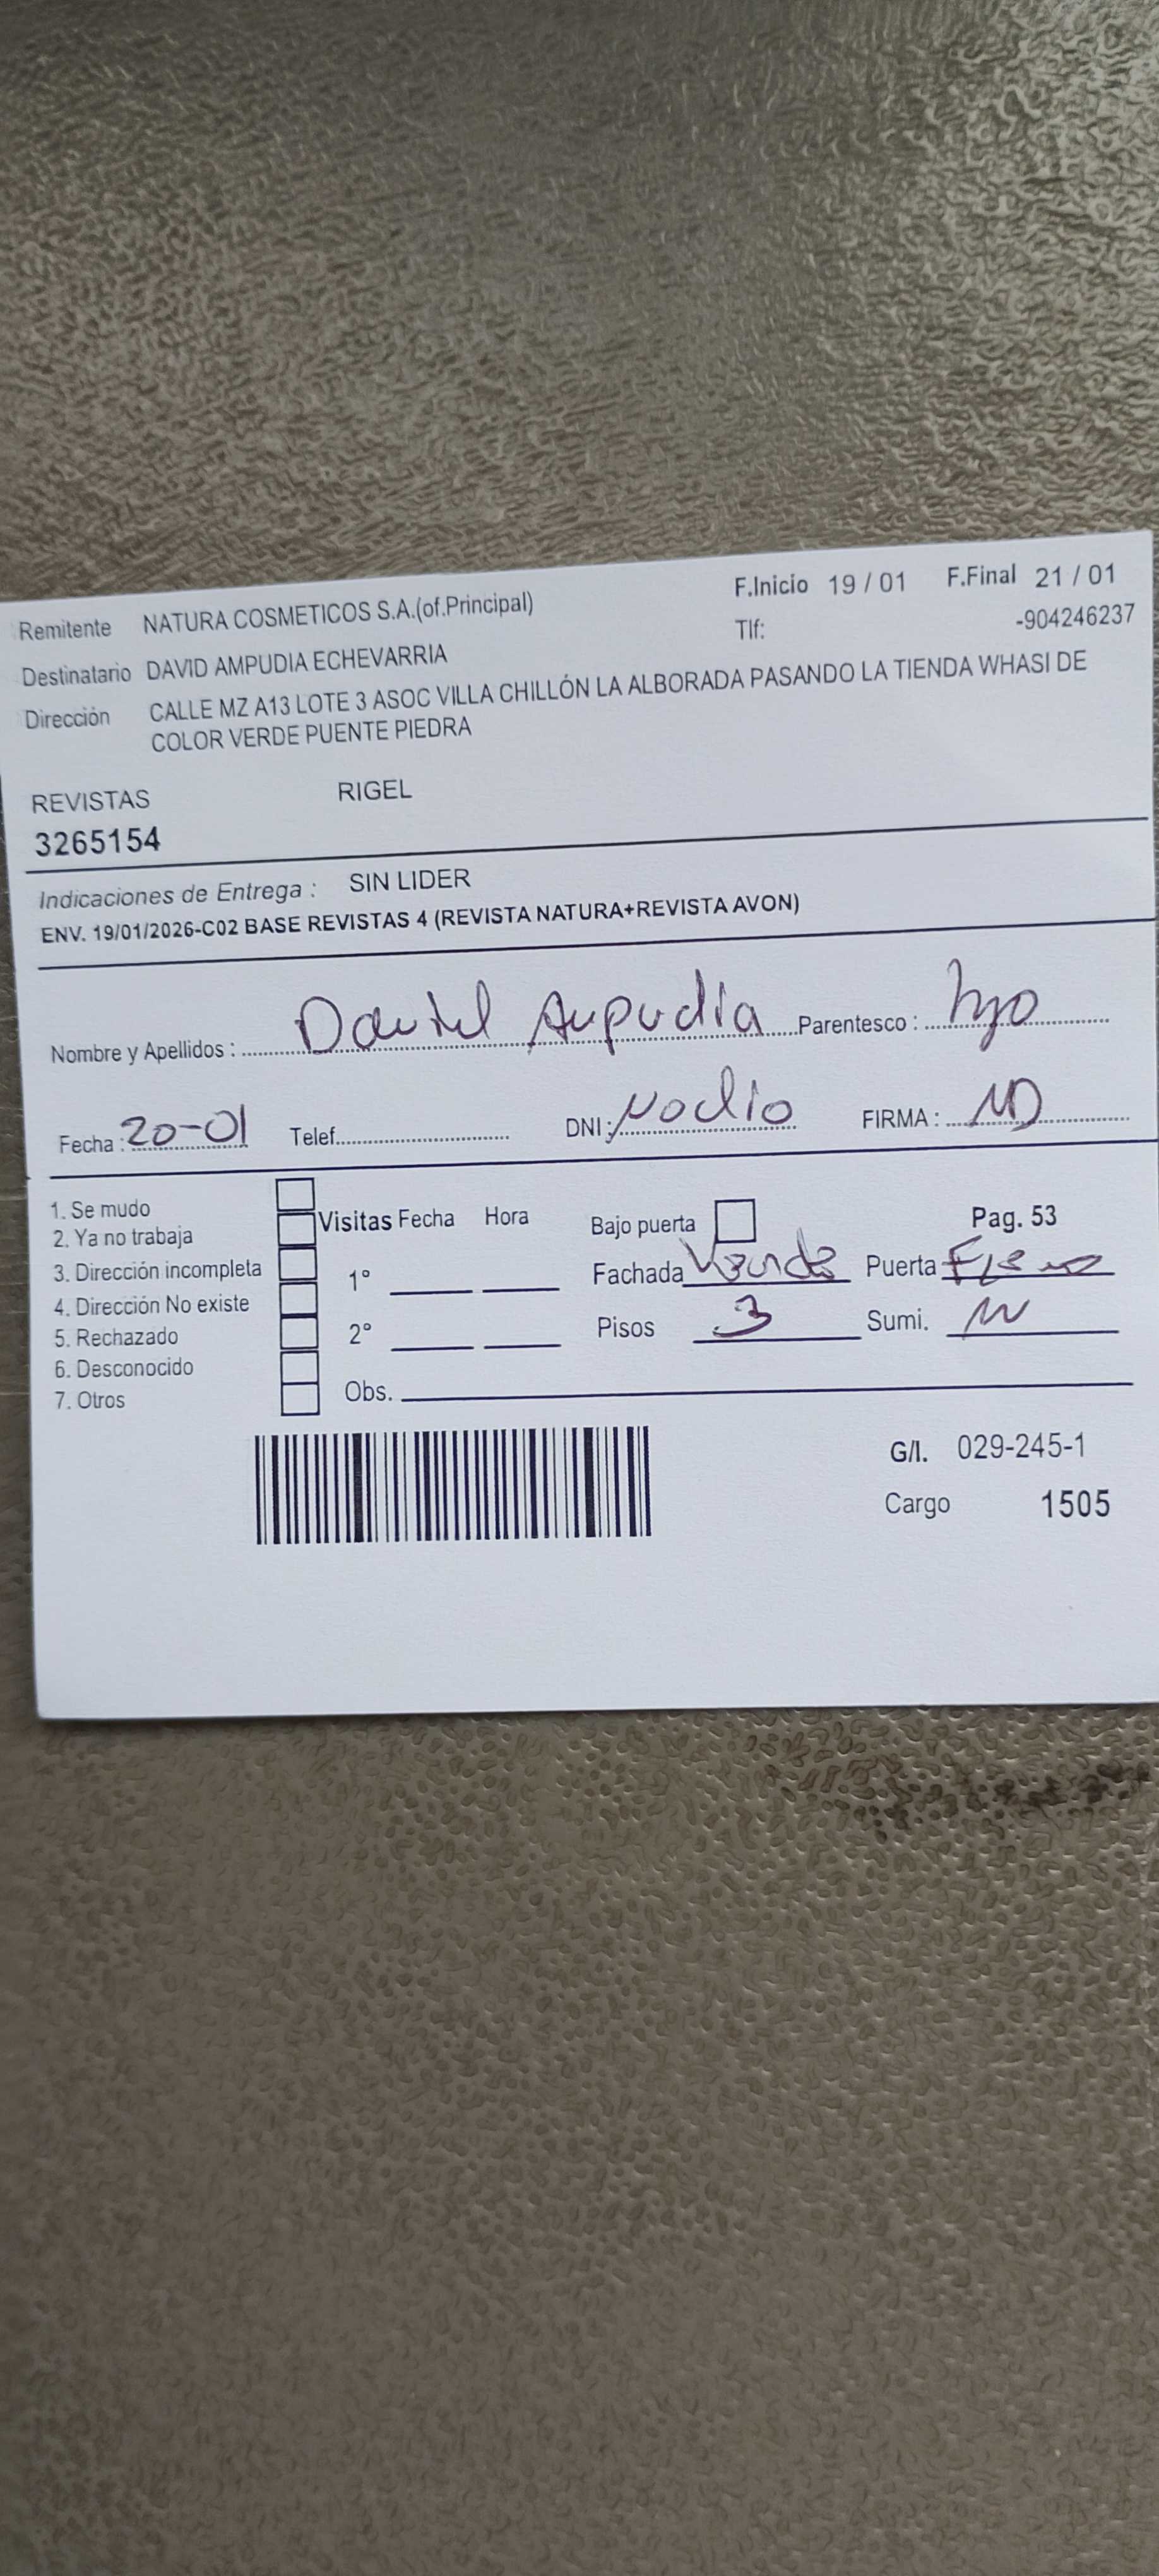 Remitente NATURA COSMETICOS S.A.(of.Principal) F.Inicio 19 / 01 F.Final 21 / 01
Tlf: -904246237
Destinatario DAVID AMPUDIA ECHEVARRIA
Dirección CALLE MZ A13 LOTE 3 ASOC VILLA CHILLÓN LA ALBORADA PASANDO LA TIENDA WHASI DE
COLOR VERDE PUENTE PIEDRA
REVISTAS RIGEL
3265154
Indicaciones de Entrega : SIN LIDER
ENV. 19/01/2026-C02 BASE REVISTAS 4 (REVISTA NATURA+REVISTA AVON)
Nombre y Apellidos : Daniel Ampudia Parentesco : hijo
Fecha : 20-01 Telef. DNI: No dio FIRMA :
1. Se mudo
2. Ya no trabaja
3. Dirección incompleta
4. Dirección No existe
5. Rechazado
6. Desconocido
7. Otros
Visitas Fecha Hora
1°
2°
Obs.
Bajo puerta Pag. 53
Fachada Verde Puerta Fierro
Pisos 3 Sumi.
G/I. 029-245-1
Cargo 1505